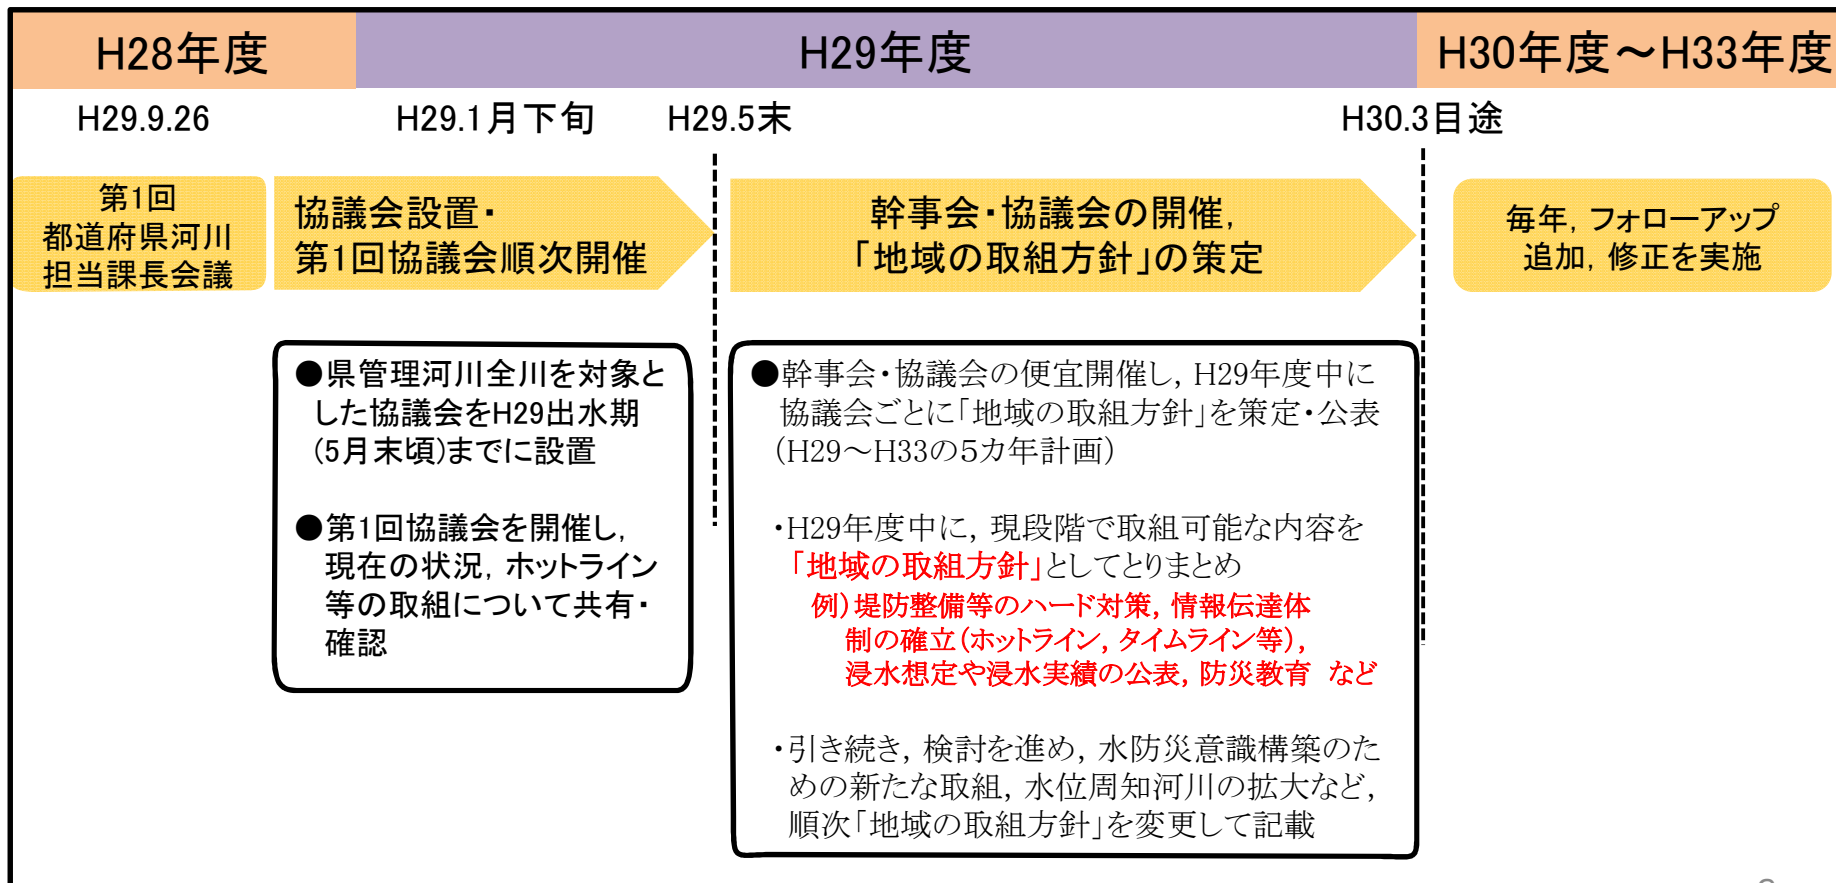 H28年度
H29年度
H30年度～H33年度
H29.9.26
H29.1月下旬
H29.5末
H30.3目途
第1回
都道府県河川
担当課長会議
協議会設置・
第1回協議会順次開催
幹事会・協議会の開催，
「地域の取組方針」の策定
毎年，フォローアップ
追加，修正を実施
●県管理河川全川を対象と
した協議会をH29出水期
(5月末頃)までに設置
●第1回協議会を開催し，
現在の状況，ホットライン
等の取組について共有・
確認
●幹事会・協議会の便宜開催し，H29年度中に
協議会ごとに「地域の取組方針」を策定・公表
（H29～H33の５カ年計画）
・H29年度中に，現段階で取組可能な内容を
「地域の取組方針」としてとりまとめ
例）堤防整備等のハード対策，情報伝達体
制の確立（ホットライン，タイムライン等），
浸水想定や浸水実績の公表，防災教育　など
・引き続き，検討を進め，水防災意識構築のた
めの新たな取組，水位周知河川の拡大など，
順次「地域の取組方針」を変更して記載